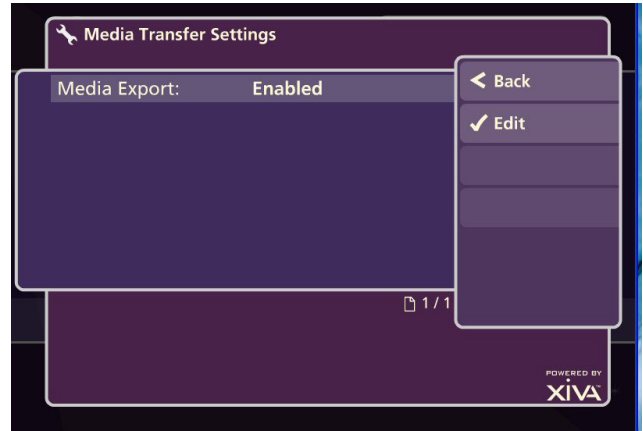 Media Transfer Settings
Media Export: Enabled
Back
Edit
1 / 1
POWERED BY
XiVA